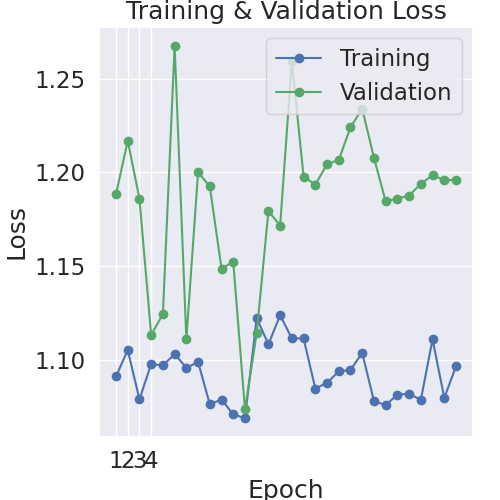 Training & Validation Loss
Training
Validation
1.25
1.20
1.15
1.10
Loss
1234
Epoch